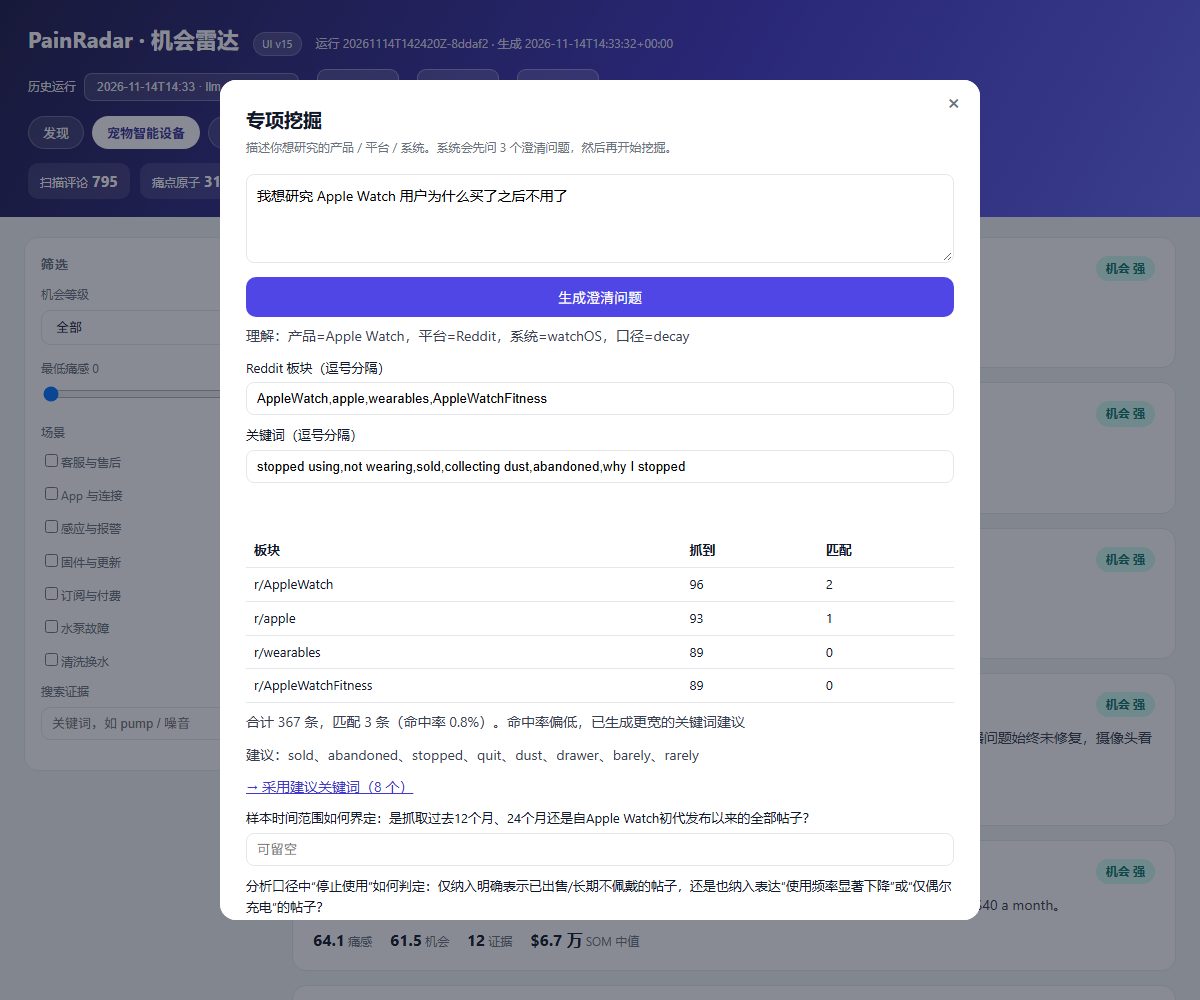 PainRadar · 机会雷达 UI v15 运行 20261114T142420Z-8ddaf2 · 生成 2026-11-14T14:33:32+00:00
历史运行 2026-11-14T14:33 · llm
发现 宠物智能设备
扫描评论 795 痛点原子 31
筛选
机会等级
全部
最低痛感 0
场景
客服与售后
App 与连接
感应与报警
固件与更新
订阅与付费
水泵故障
清洗换水
搜索证据
关键词，如 pump / 噪音
×
专项挖掘
描述你想研究的产品 / 平台 / 系统。系统会先问 3 个澄清问题，然后再开始挖掘。
我想研究 Apple Watch 用户为什么买了之后不用了
生成澄清问题
理解：产品=Apple Watch，平台=Reddit，系统=watchOS，口径=decay
Reddit 板块（逗号分隔）
AppleWatch,apple,wearables,AppleWatchFitness
关键词（逗号分隔）
stopped using,not wearing,sold,collecting dust,abandoned,why I stopped
板块 抓到 匹配
r/AppleWatch 96 2
r/apple 93 1
r/wearables 89 0
r/AppleWatchFitness 89 0
合计 367 条，匹配 3 条（命中率 0.8%）。命中率偏低，已生成更宽的关键词建议
建议：sold、abandoned、stopped、quit、dust、drawer、barely、rarely
→ 采用建议关键词（8 个）
样本时间范围如何界定：是抓取过去12个月、24个月还是自Apple Watch初代发布以来的全部帖子？
可留空
分析口径中“停止使用”如何判定：仅纳入明确表示已出售/长期不佩戴的帖子，还是也纳入表达“使用频率显著下降”或“仅偶尔
充电”的帖子？
机会 强
机会 强
机会 强
机会 强
问题始终未修复，摄像头看
机会 强
$40 a month。
64.1 痛感 61.5 机会 12 证据 $6.7 万 SOM 中值